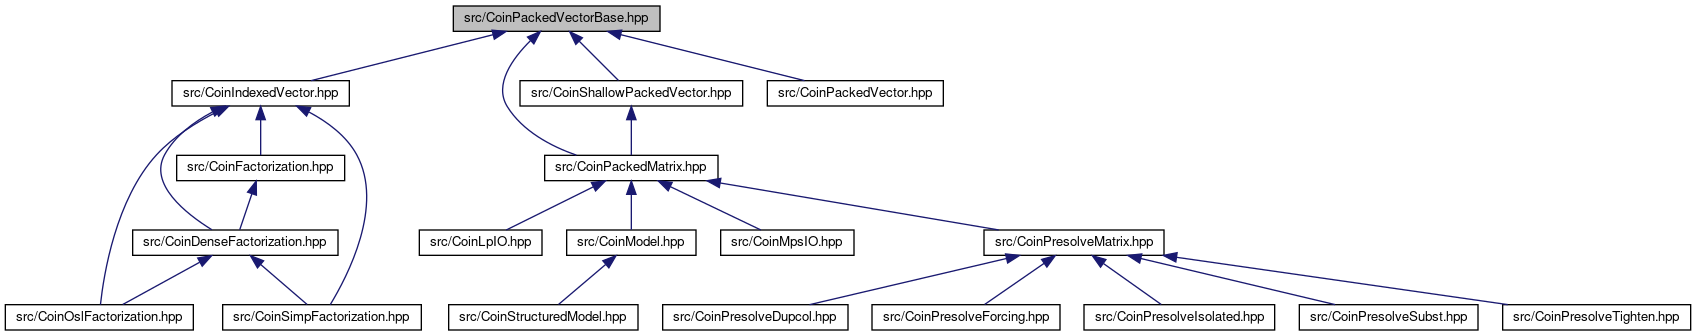 src/CoinPackedVectorBase.hpp
src/CoinIndexedVector.hpp
src/CoinShallowPackedVector.hpp
src/CoinPackedVector.hpp
src/CoinFactorization.hpp
src/CoinPackedMatrix.hpp
src/CoinDenseFactorization.hpp
src/CoinLpIO.hpp
src/CoinModel.hpp
src/CoinMpsIO.hpp
src/CoinPresolveMatrix.hpp
src/CoinOslFactorization.hpp
src/CoinSimpFactorization.hpp
src/CoinStructuredModel.hpp
src/CoinPresolveDupcol.hpp
src/CoinPresolveForcing.hpp
src/CoinPresolveIsolated.hpp
src/CoinPresolveSubst.hpp
src/CoinPresolveTighten.hpp